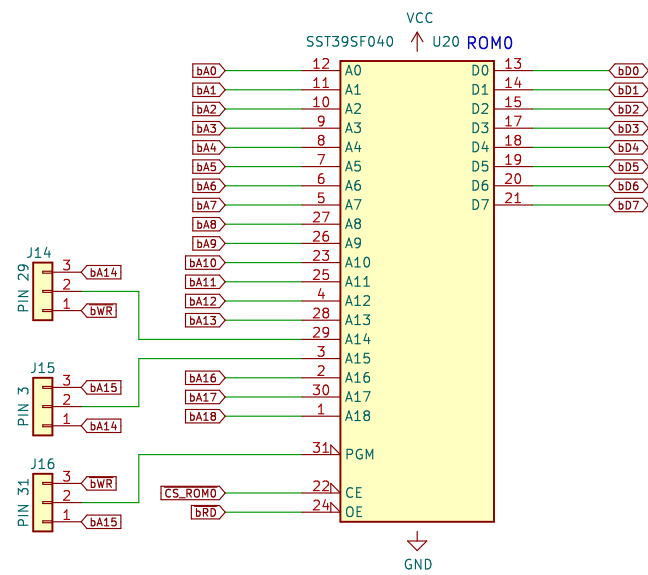 VCC
SST39SF040 U20 ROM0
bA0 12 A0 D0 13 bD0
bA1 11 A1 D1 14 bD1
bA2 10 A2 D2 15 bD2
bA3 9 A3 D3 17 bD3
bA4 8 A4 D4 18 bD4
bA5 7 A5 D5 19 bD5
bA6 6 A6 D6 20 bD6
bA7 5 A7 D7 21 bD7
bA8 27 A8
bA9 26 A9
bA10 23 A10
bA11 25 A11
bA12 4 A12
bA13 28 A13
29 A14
3 A15
bA16 2 A16
bA17 30 A17
bA18 1 A18
31 PGM
CS_ROM0 22 CE
bRD 24 OE
GND
J14
PIN 29
3 bA14
2
1 bWR
J15
PIN 3
3 bA15
2
1 bA14
J16
PIN 31
3 bWR
2
1 bA15